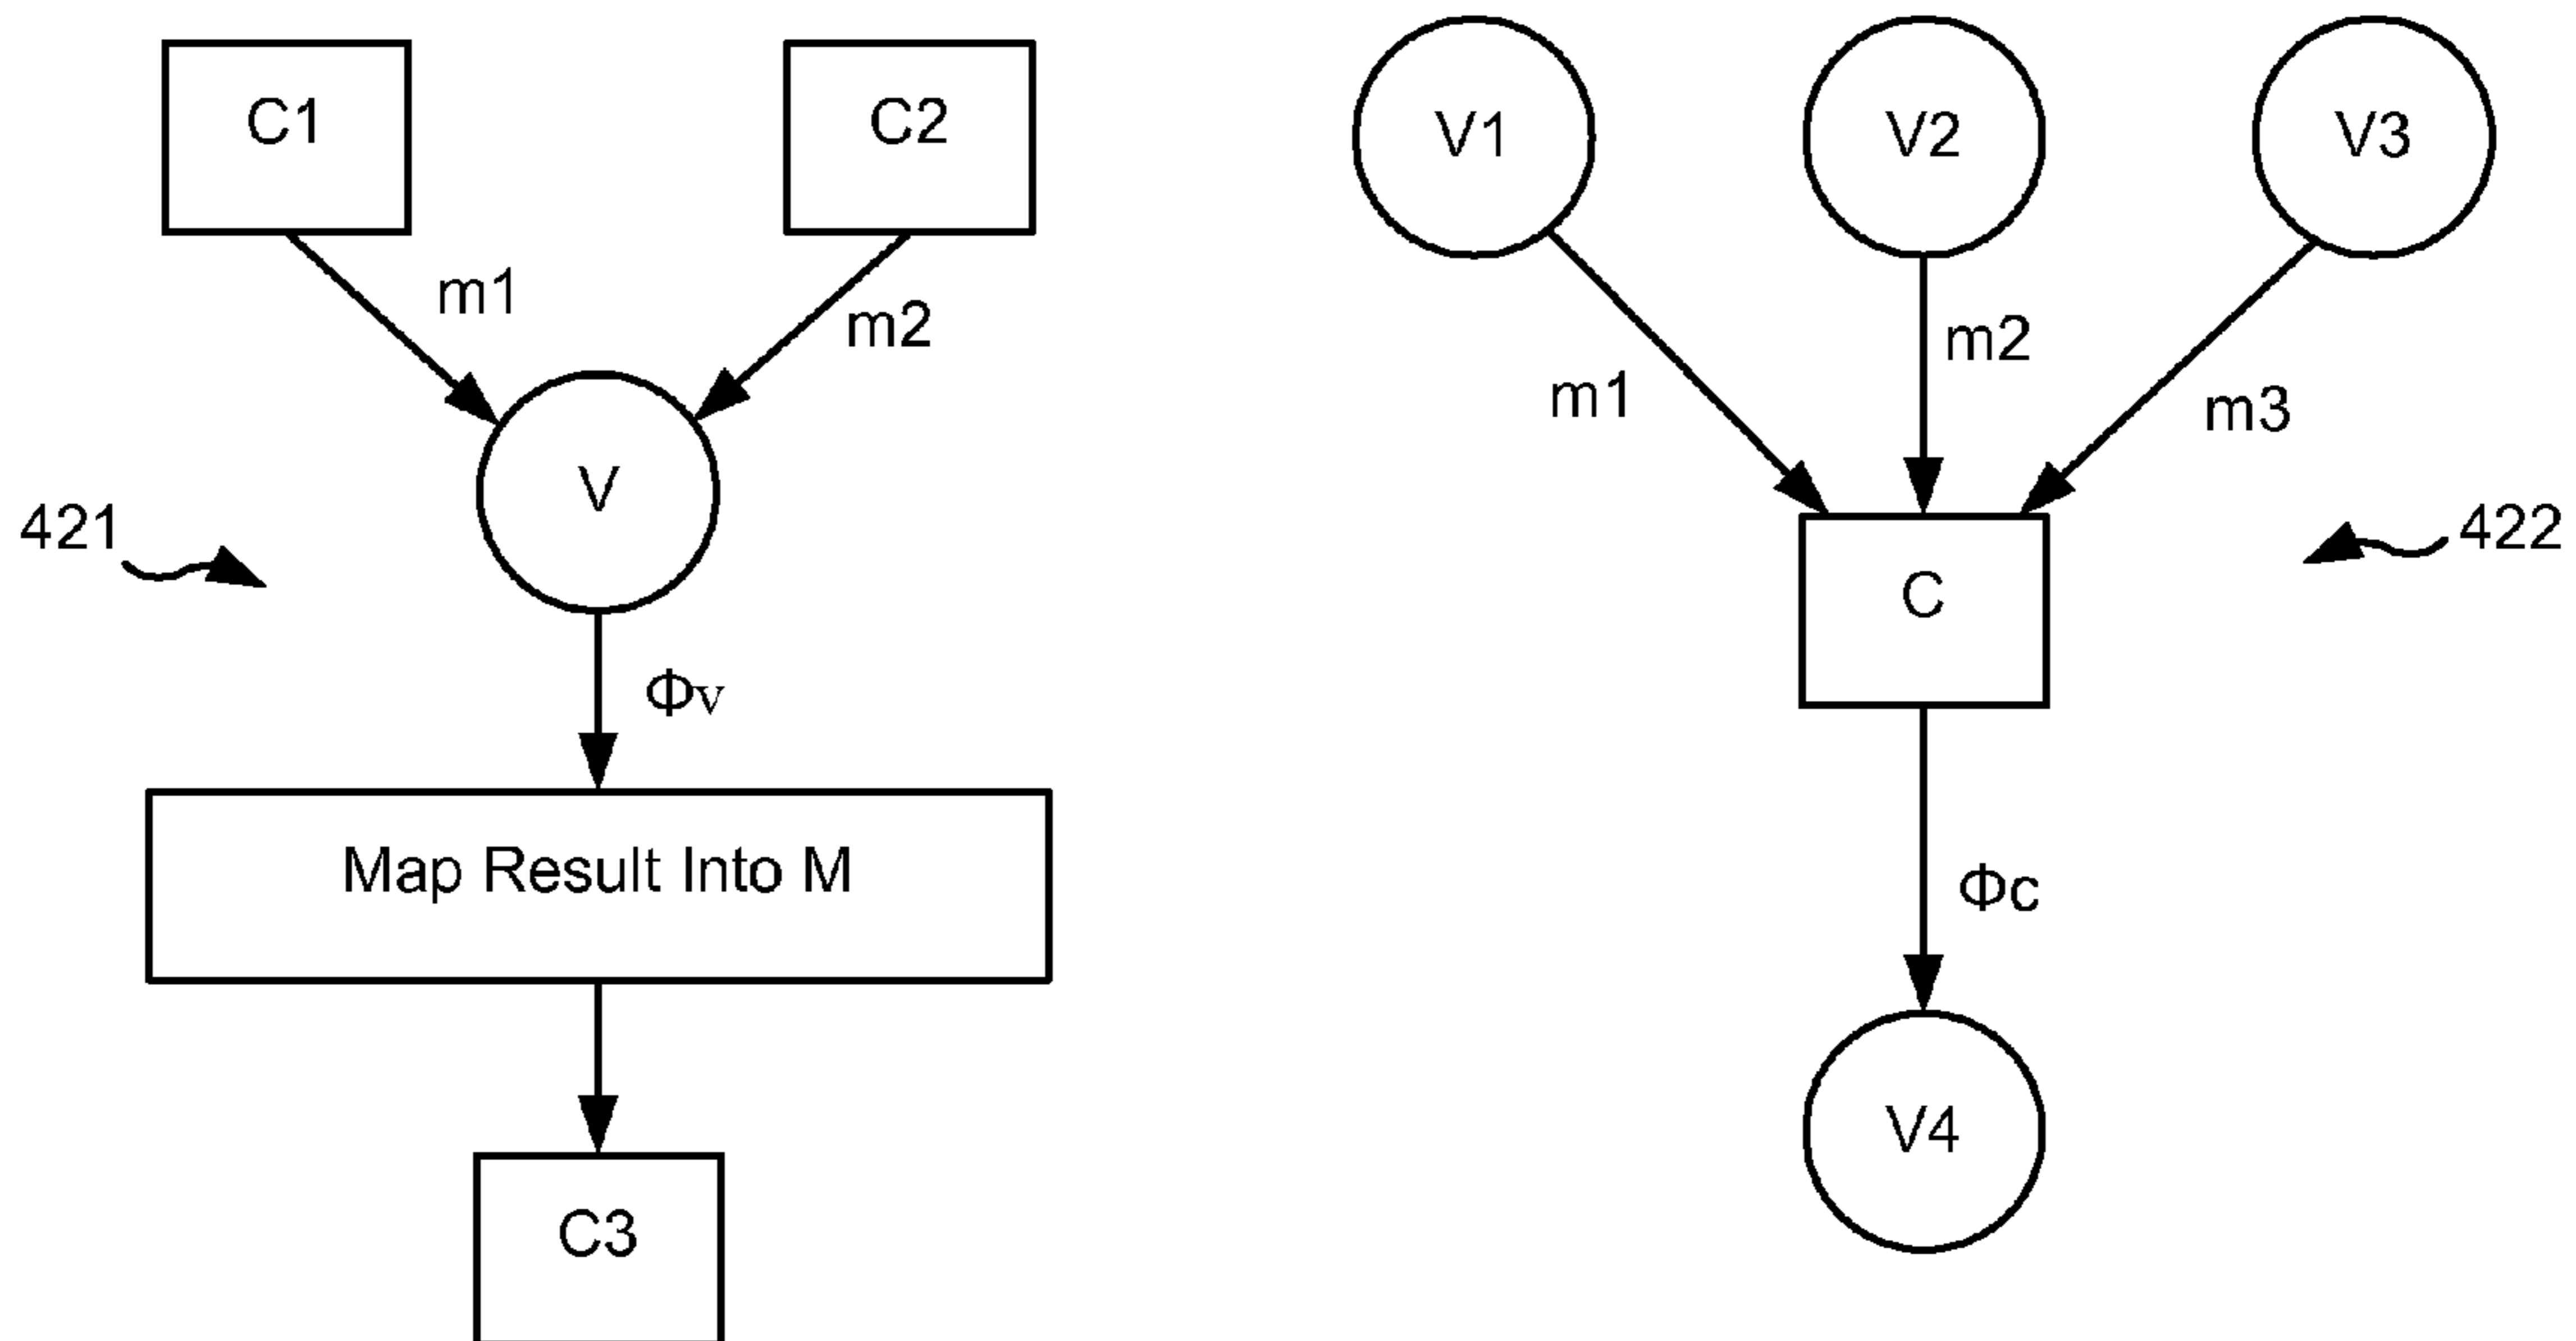 C1
C2
m1
m2
V
421
Φv
Map Result Into M
C3
V1
V2
V3
m1
m2
m3
C
422
Φc
V4